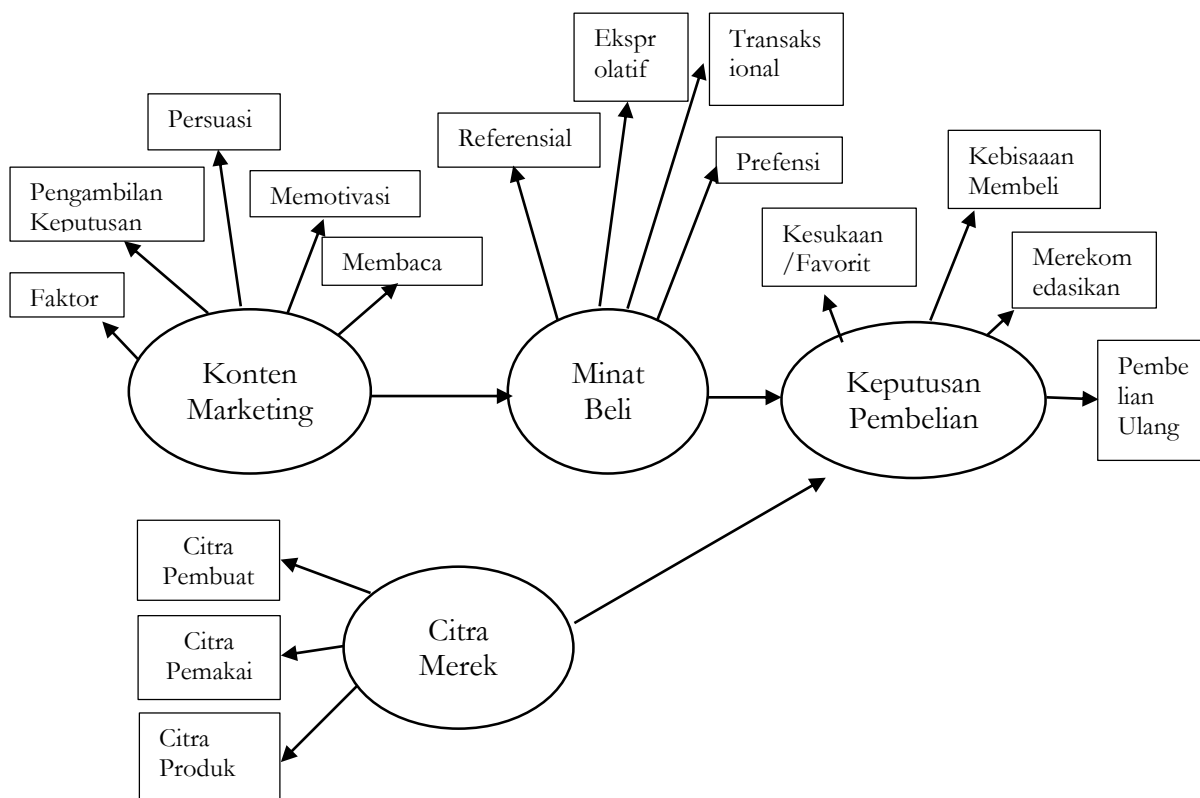 Ekspr
olatif
Transaks
ional
Persuasi
Referensial
Kebisaaan
Membeli
Prefensi
Pengambilan
Keputusan
Memotivasi
Kesukaan
/Favorit
Membaca
Merekom
edasikan
Faktor
Konten
Marketing
Minat
Beli
Keputusan
Pembelian
Pembe
lian
Ulang
Citra
Pembuat
Citra
Pemakai
Citra
Merek
Citra
Produk